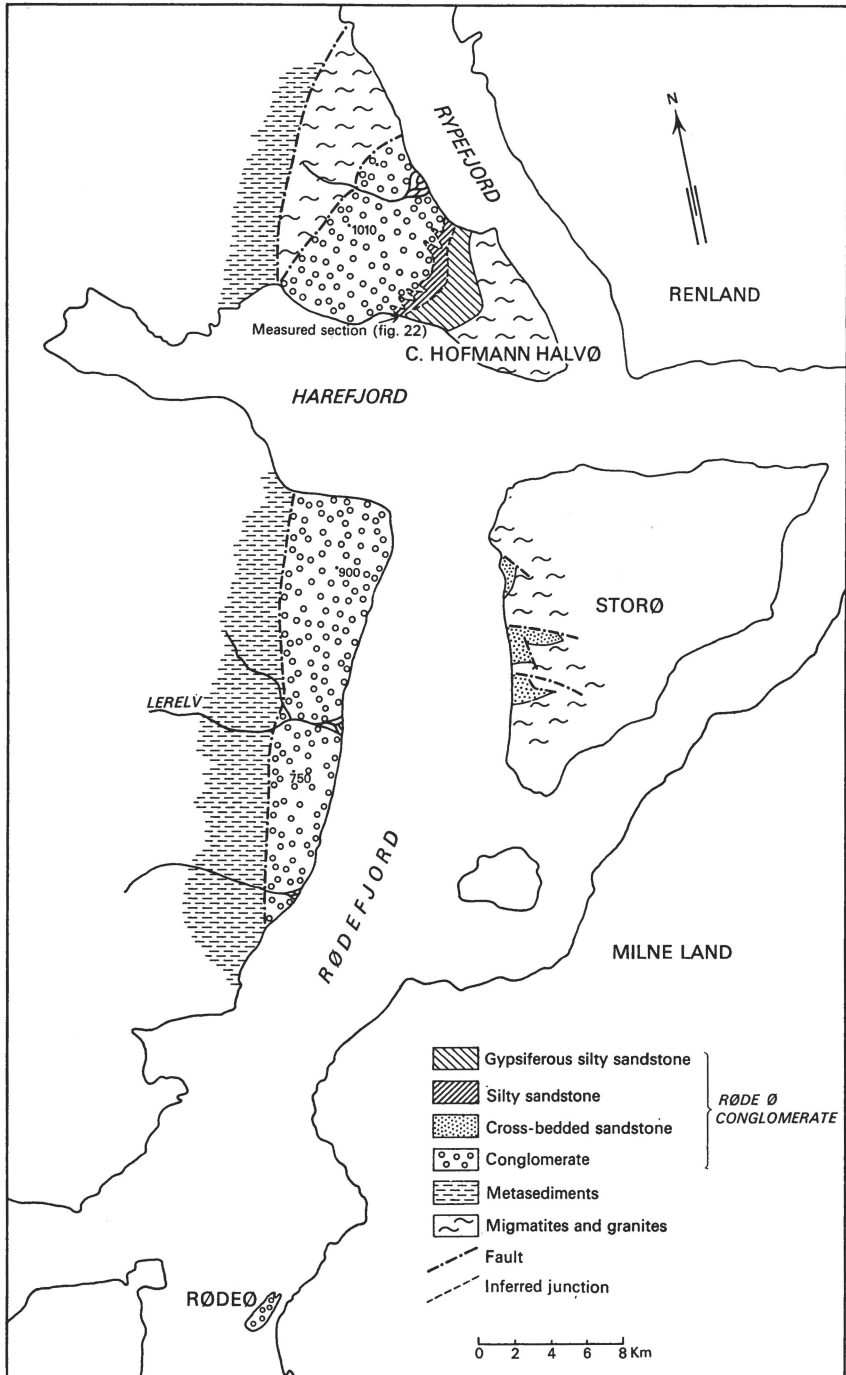 N
RYPEFJORD
1010
RENLAND
Measured section (fig. 22)
C. HOFMANN HALVØ
HAREFJORD
900
STORØ
LERELV
750
RØDEFJORD
MILNE LAND
Gypsiferous silty sandstone
Silty sandstone
Cross-bedded sandstone
Conglomerate
RØDE Ø
CONGLOMERATE
Metasediments
Migmatites and granites
Fault
Inferred junction
RØDEØ
0 2 4 6 8 Km